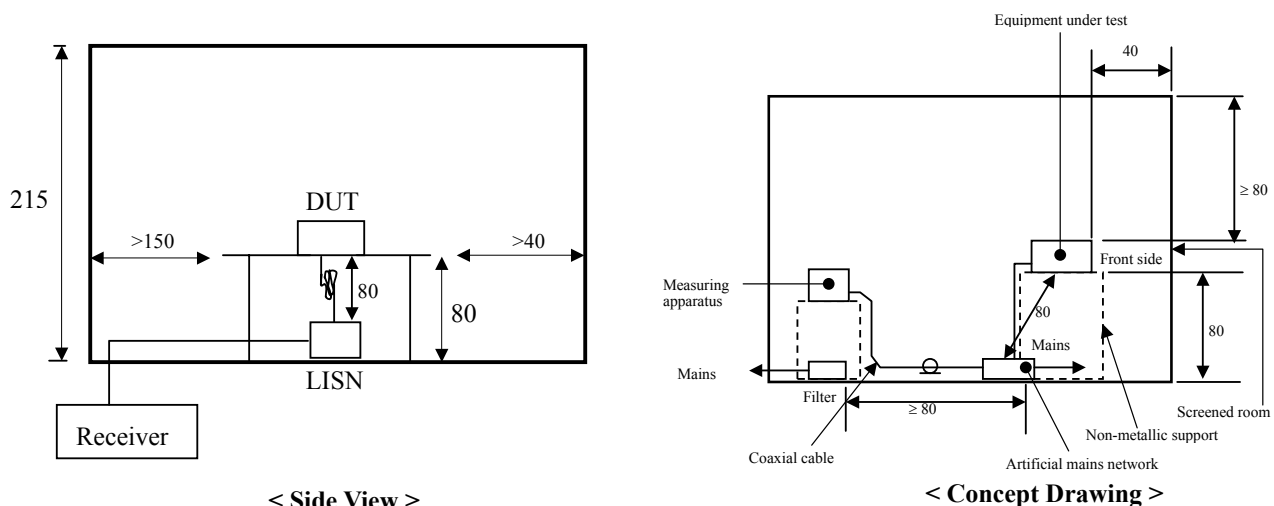 215
DUT
>150
>40
80
80
LISN
Receiver
< Side View >
Equipment under test
40
≥ 80
Front side
Measuring
apparatus
80
80
Mains
Mains
Filter
≥ 80
Screened room
Non-metallic support
Coaxial cable
Artificial mains network
< Concept Drawing >